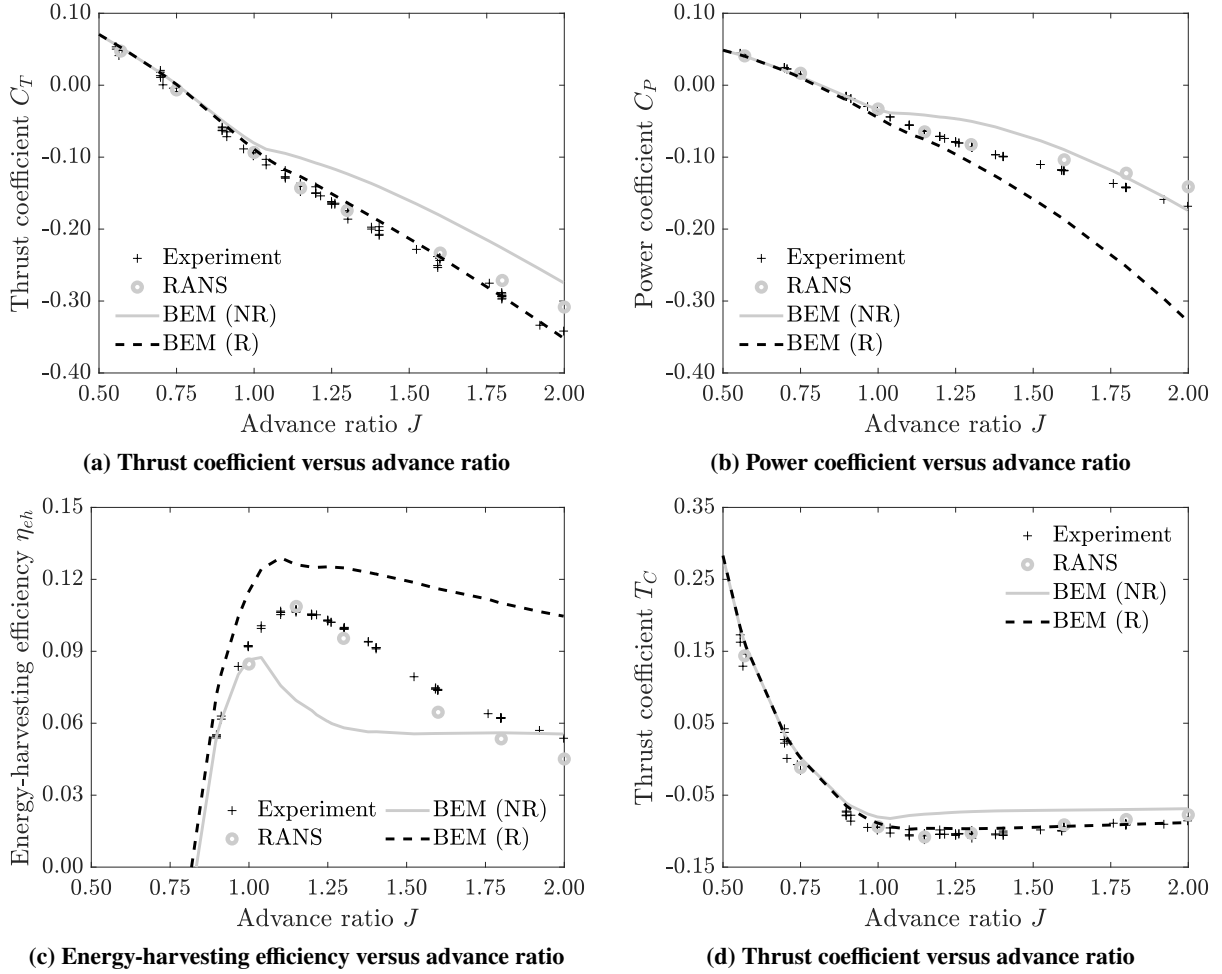 0.10
0.00
-0.10
-0.20
-0.30
-0.40
Thrust coefficient C_T
Experiment
RANS
BEM (NR)
BEM (R)
0.50 0.75 1.00 1.25 1.50 1.75 2.00
Advance ratio J
(a) Thrust coefficient versus advance ratio
0.10
0.00
-0.10
-0.20
-0.30
-0.40
Power coefficient C_P
Experiment
RANS
BEM (NR)
BEM (R)
0.50 0.75 1.00 1.25 1.50 1.75 2.00
Advance ratio J
(b) Power coefficient versus advance ratio
0.15
0.12
0.09
0.06
0.03
0.00
Energy-harvesting efficiency η_eh
Experiment BEM (NR)
RANS BEM (R)
0.50 0.75 1.00 1.25 1.50 1.75 2.00
Advance ratio J
(c) Energy-harvesting efficiency versus advance ratio
0.35
0.25
0.15
0.05
-0.05
-0.15
Thrust coefficient T_C
Experiment
RANS
BEM (NR)
BEM (R)
0.50 0.75 1.00 1.25 1.50 1.75 2.00
Advance ratio J
(d) Thrust coefficient versus advance ratio